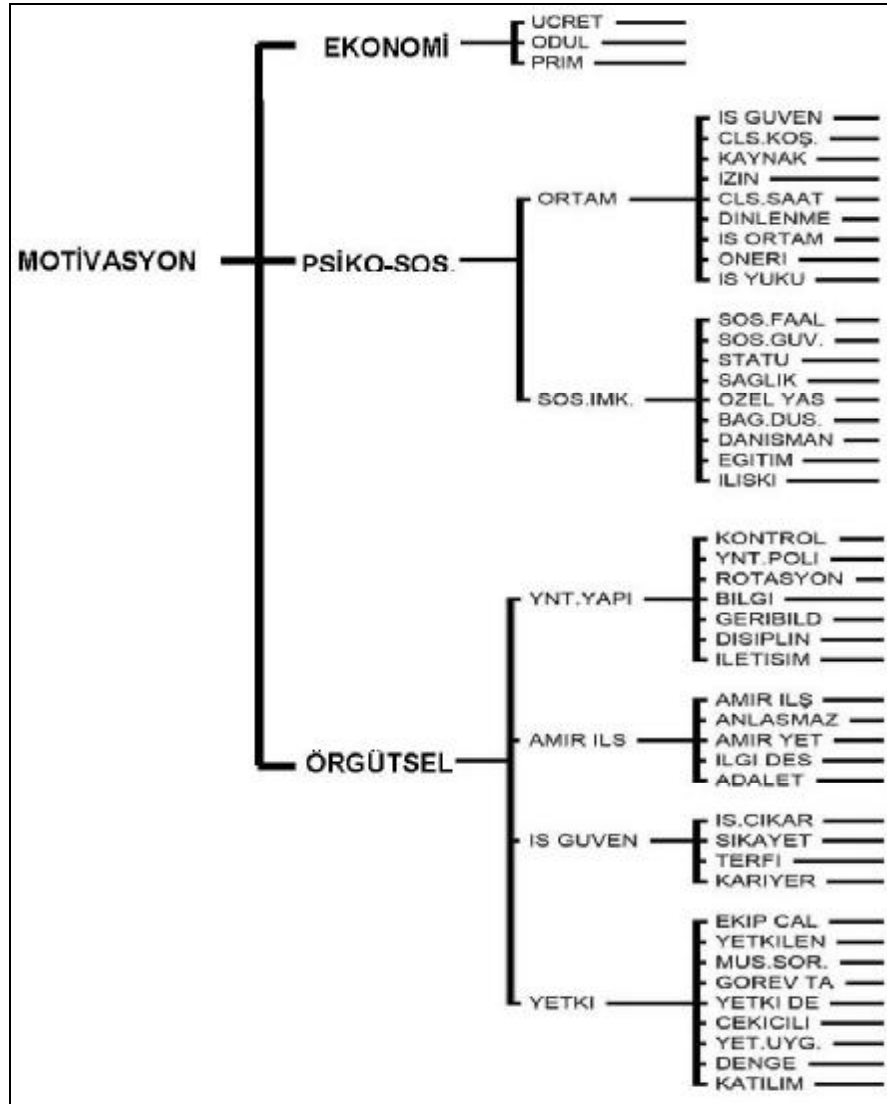 MOTİVASYON
EKONOMİ
UCRET
ODUL
PRIM
PSİKO-SOS.
ORTAM
IS GUVEN
CLS.KOŞ.
KAYNAK
IZIN
CLS.SAAT
DINLENME
IS ORTAM
ONERI
IS YUKU
SOS.IMK.
SOS.FAAL
SOS.GUV.
STATU
SAGLIK
OZEL YAS
BAG.DUS.
DANISMAN
EGITIM
ILISKI
ÖRGÜTSEL
YNT.YAPI
KONTROL
YNT.POLI
ROTASYON
BILGI
GERIBILD
DISIPLIN
ILETISIM
AMIR ILS
AMIR ILŞ
ANLASMAZ
AMIR YET
ILGI DES
ADALET
IS GUVEN
IS.CIKAR
SIKAYET
TERFI
KARIYER
YETKI
EKIP CAL
YETKILEN
MUS.SOR.
GOREV TA
YETKI DE
CEKICILI
YET.UYG.
DENGE
KATILIM